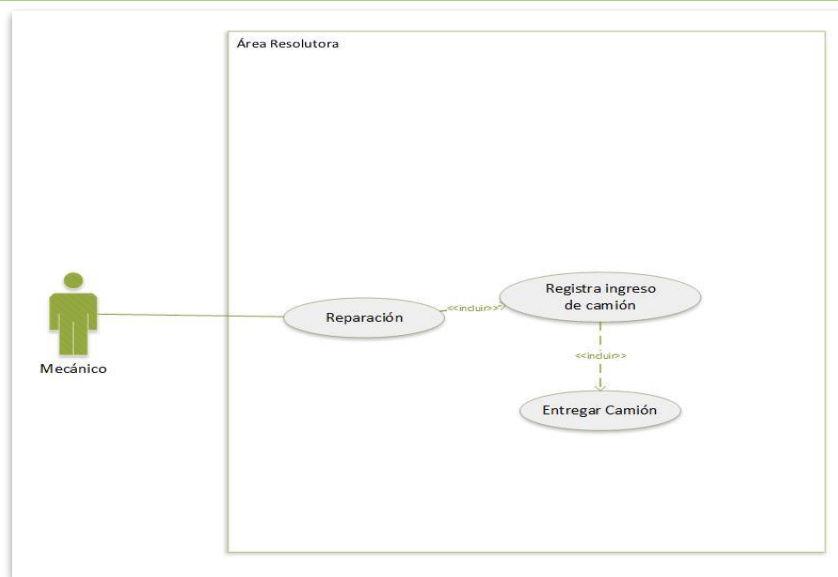 Área Resolutora
Mecánico
Reparación
<<incluir>>
Registra ingreso
de camión
<<incluir>>
Entregar Camión